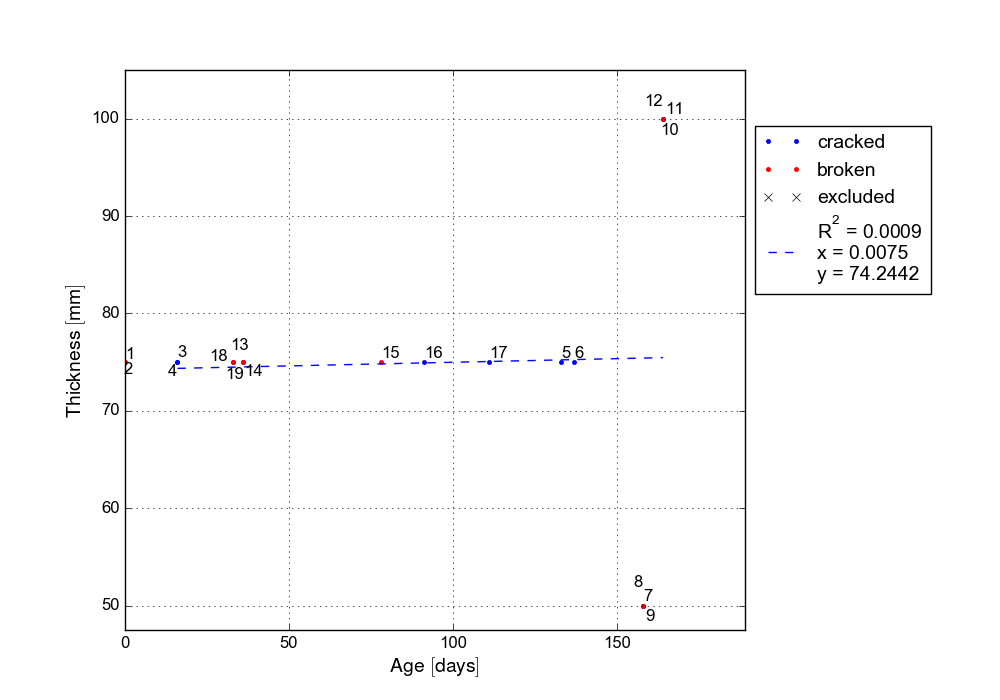 12 11
100
10
cracked
broken
90
excluded
R2 = 0.0009
x = 0.0075
y = 74.2442
80
Thickness [mm]
1 3 18 13 15 16 17 5 6
2 4 19 14
70
60
8
7
50
9
0 50 100 150
Age [days]